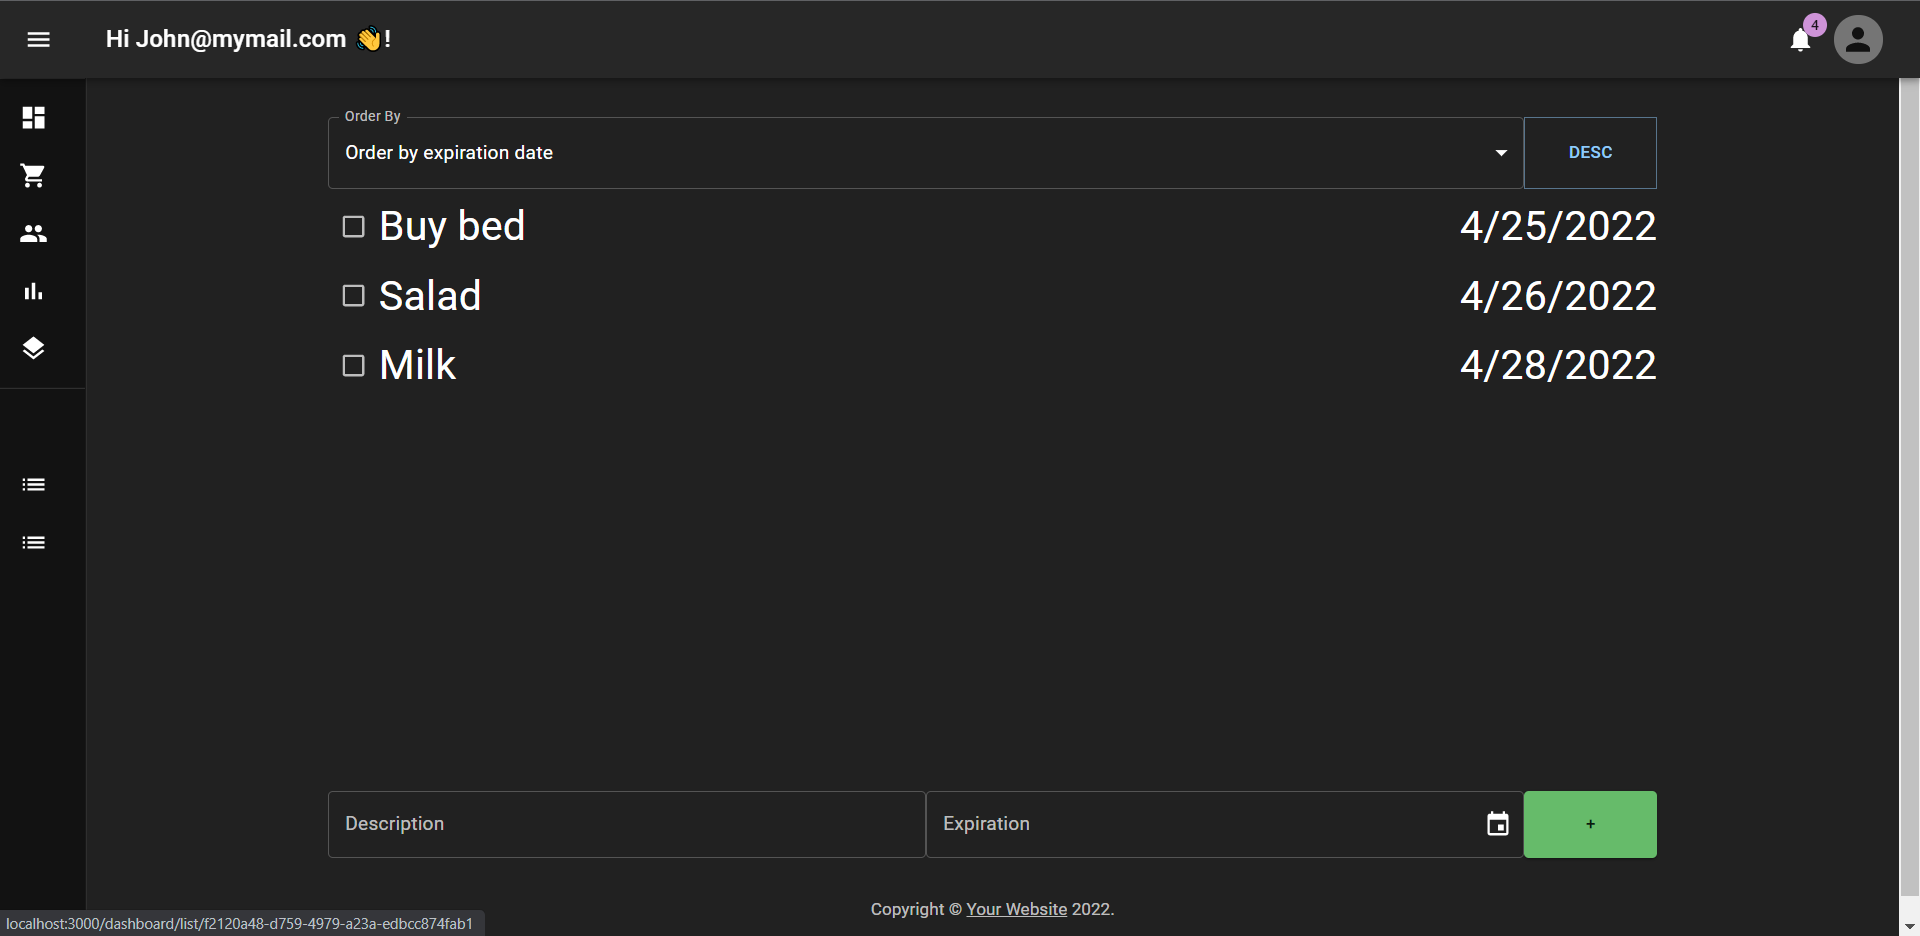 Hi John@mymail.com 👋!
4
Order By
Order by expiration date
DESC
Buy bed 4/25/2022
Salad 4/26/2022
Milk 4/28/2022
Description
Expiration
+
Copyright © Your Website 2022.
localhost:3000/dashboard/list/f2120a48-d759-4979-a23a-edbcc874fab1